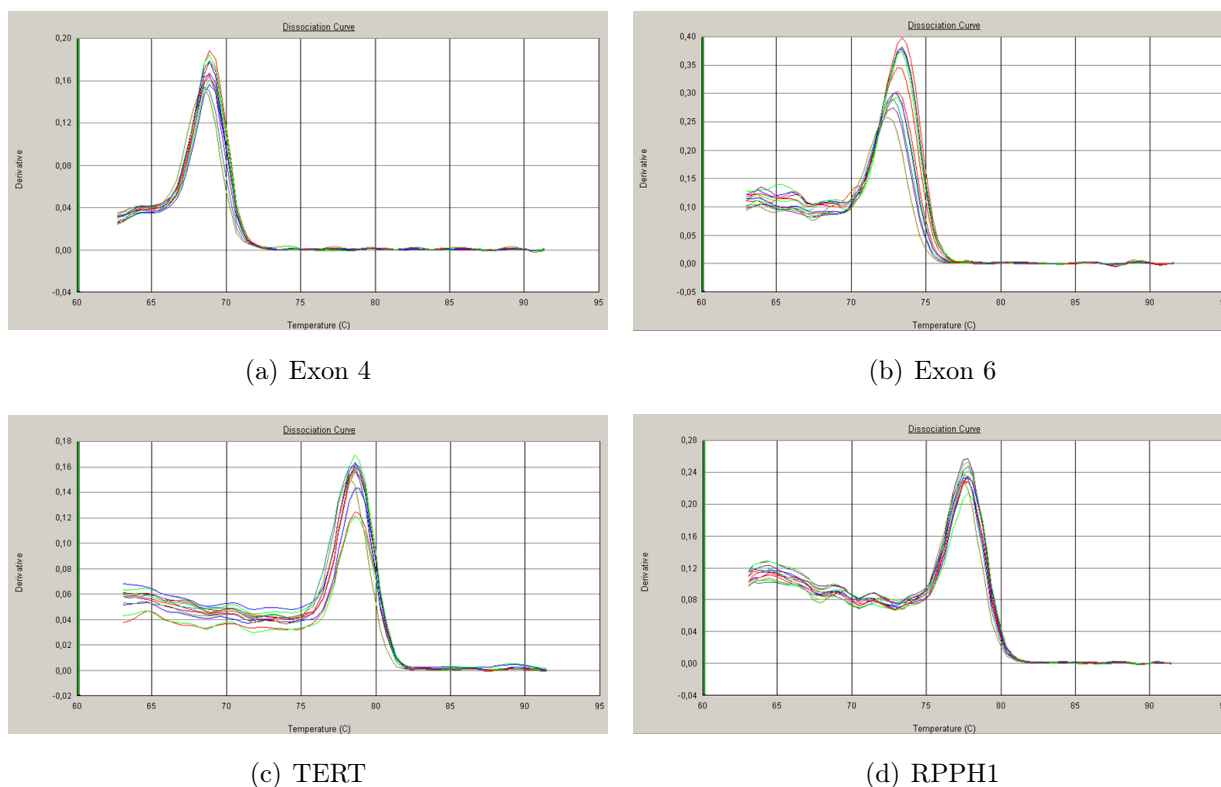 Dissociation Curve
0,20
0,16
0,12
0,08
0,04
0,00
-0,04
Derivative
60 65 70 75 80 85 90 95
Temperature (C)
(a) Exon 4
Dissociation Curve
0,40
0,35
0,30
0,25
0,20
0,15
0,10
0,05
0,00
-0,05
Derivative
60 65 70 75 80 85 90
Temperature (C)
(b) Exon 6
Dissociation Curve
0,18
0,16
0,14
0,12
0,10
0,08
0,06
0,04
0,02
0,00
-0,02
Derivative
60 65 70 75 80 85 90 95
Temperature (C)
(c) TERT
Dissociation Curve
0,28
0,24
0,20
0,16
0,12
0,08
0,04
0,00
-0,04
Derivative
60 65 70 75 80 85 90
Temperature (C)
(d) RPPH1